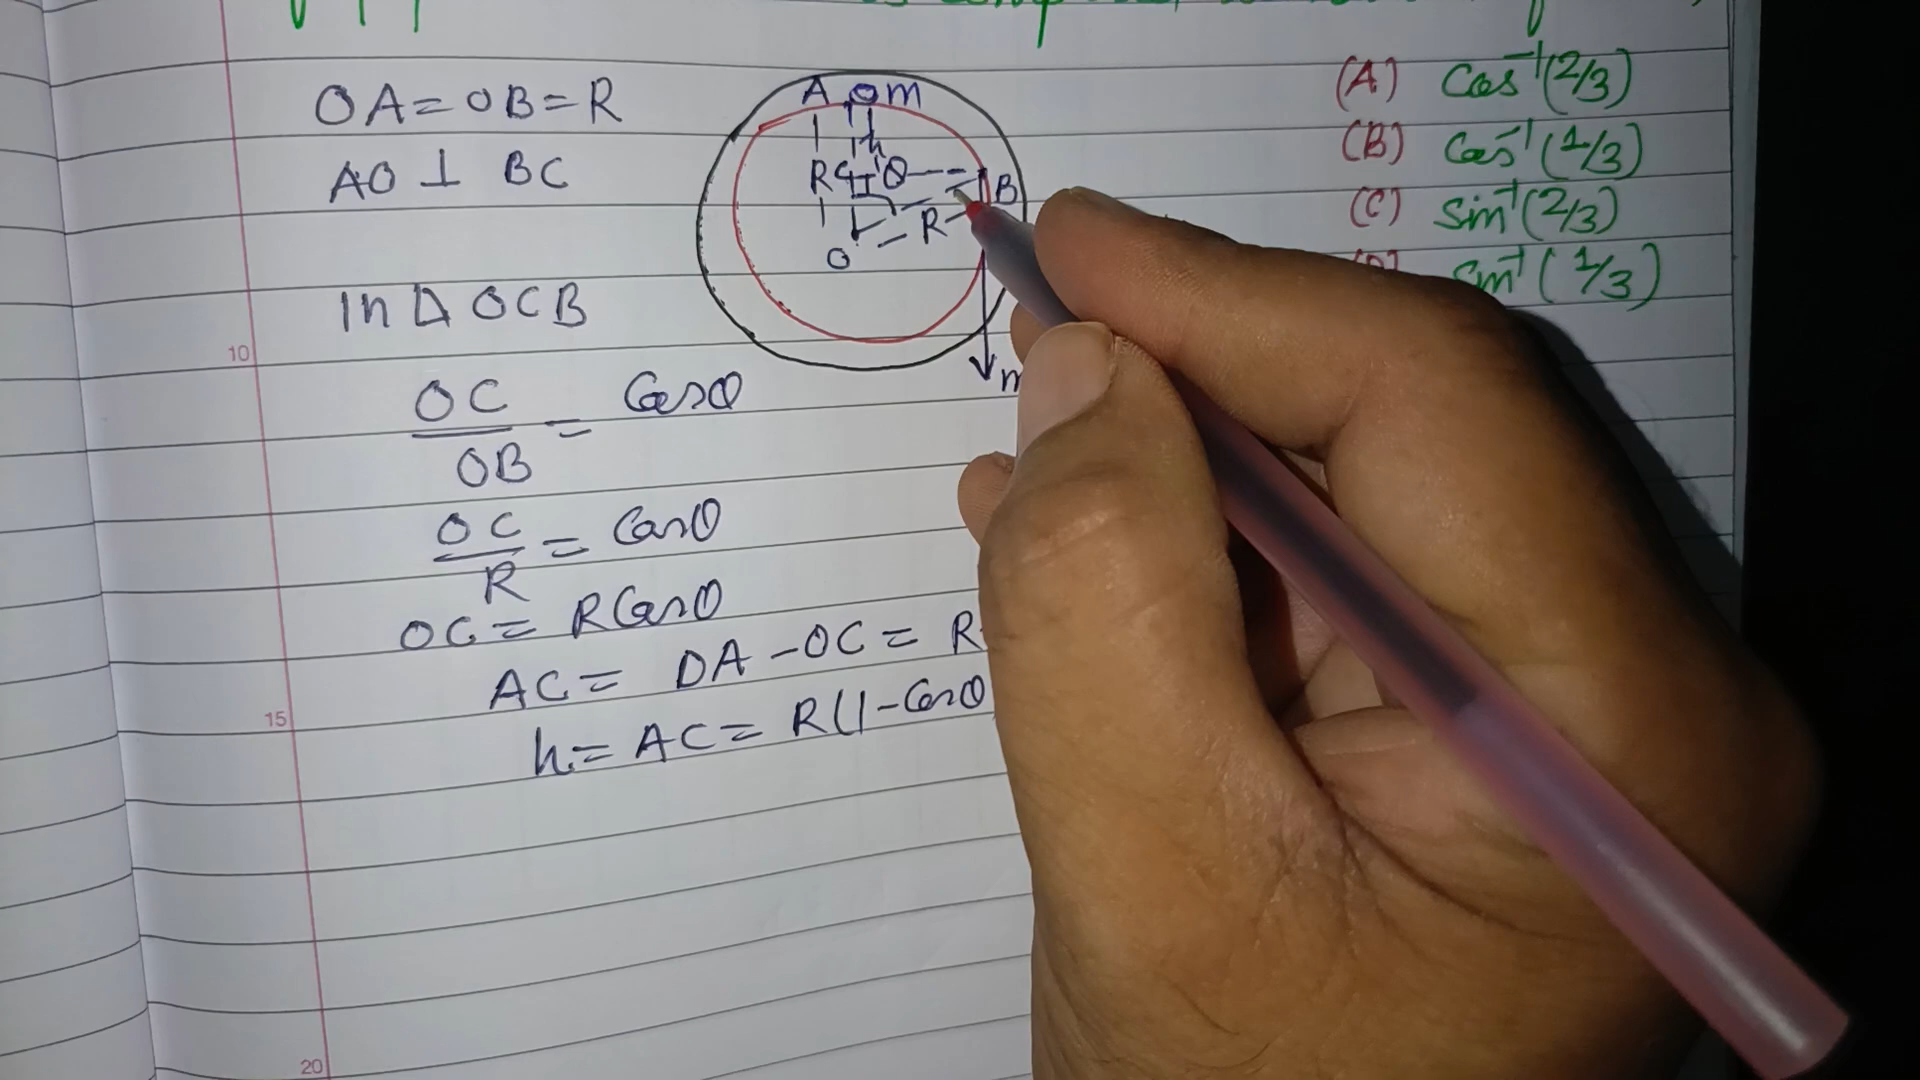 OA = OB = R
AO ⊥ BC
In Δ OCB
OC/OB = Cosθ
OC/R = Cosθ
OC = R Cosθ
AC = OA - OC = R
h = AC = R(1 - Cosθ
A m
h
R C θ
B
R
O
(A) Cos⁻¹(2/3)
(B) Cos⁻¹(1/3)
(C) Sin⁻¹(2/3)
Sin⁻¹(1/3)
10
15
20